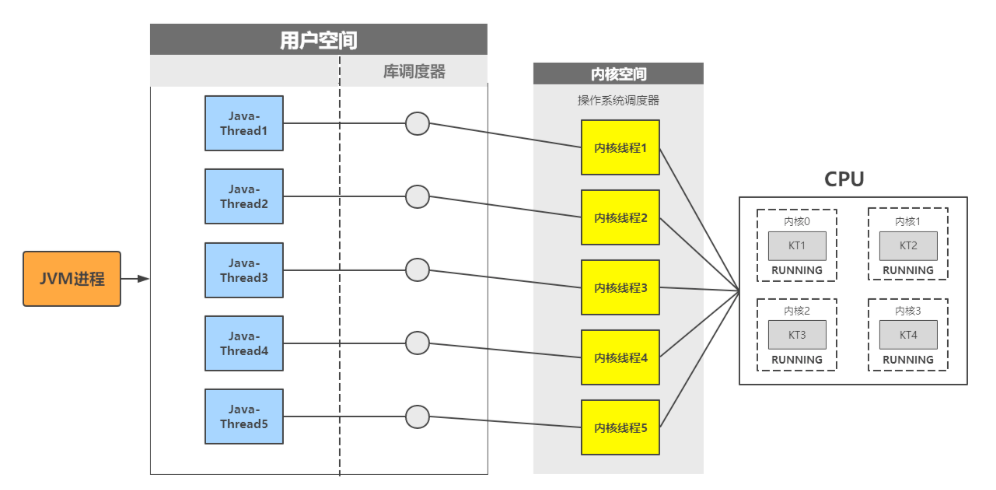 用户空间
库调度器
内核空间
操作系统调度器
Java-
Thread1
内核线程1
Java-
Thread2
内核线程2
Java-
Thread3
内核线程3
Java-
Thread4
内核线程4
Java-
Thread5
内核线程5
JVM进程
CPU
内核0
KT1
RUNNING
内核1
KT2
RUNNING
内核2
KT3
RUNNING
内核3
KT4
RUNNING